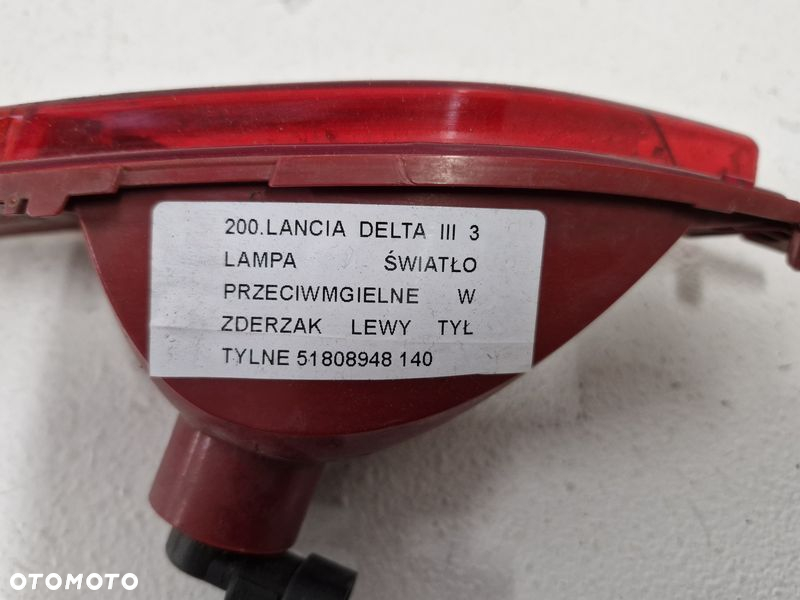 200.LANCIA DELTA III 3
LAMPA ŚWIATŁO
PRZECIWMGIELNE W
ZDERZAK LEWY TYŁ
TYLNE 51808948 140
OTOMOTO